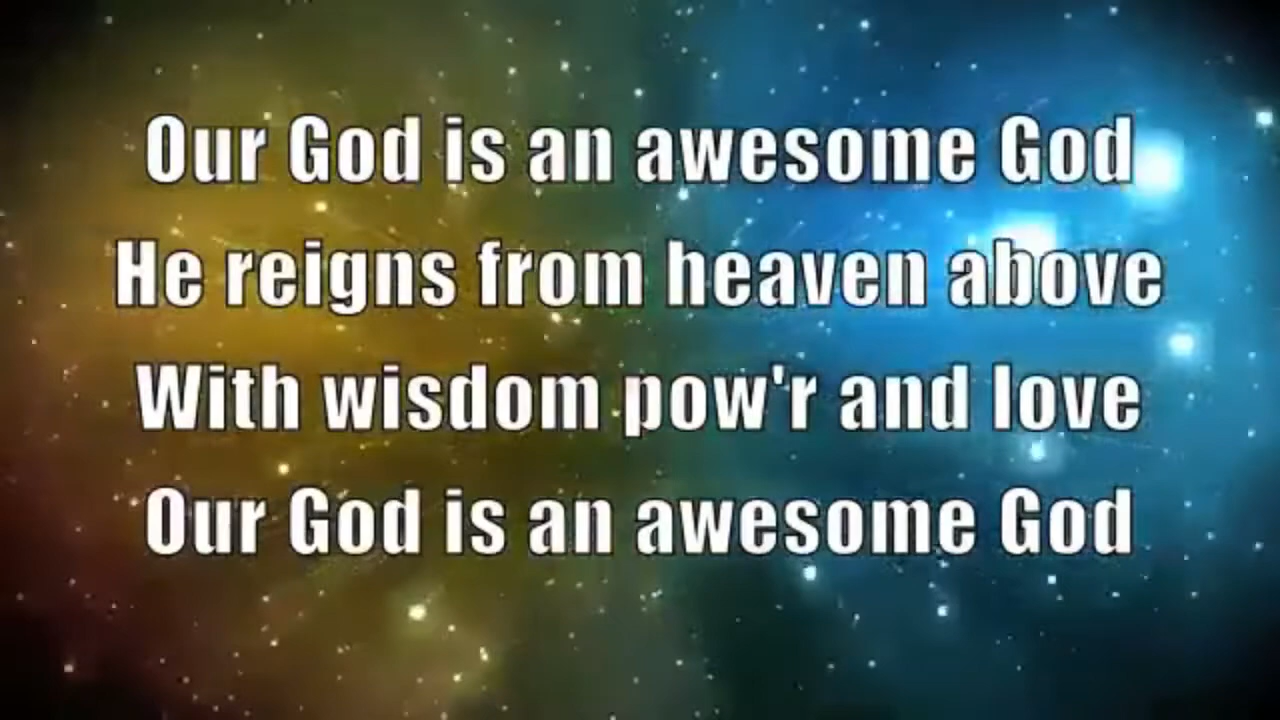 Our God is an awesome God
He reigns from heaven above
With wisdom pow'r and love
Our God is an awesome God